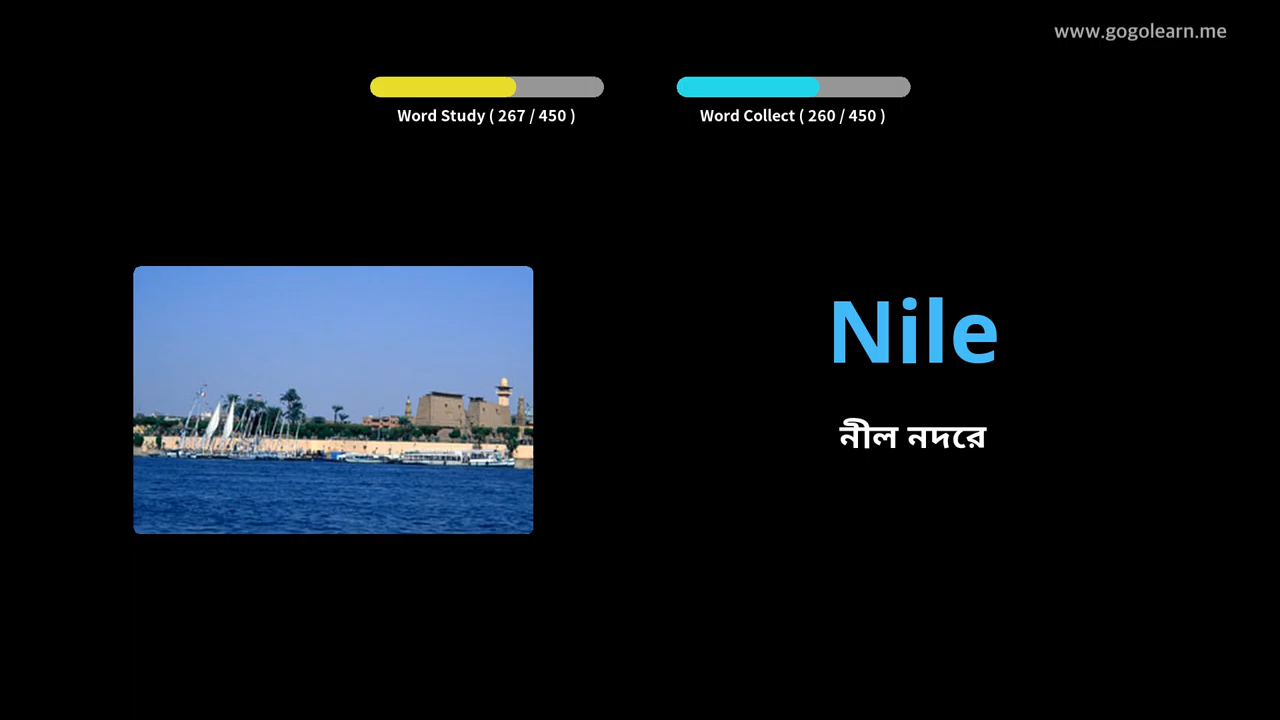 www.gogolearn.me
Word Study ( 267 / 450 )
Word Collect ( 260 / 450 )
Nile
নীল নদরে